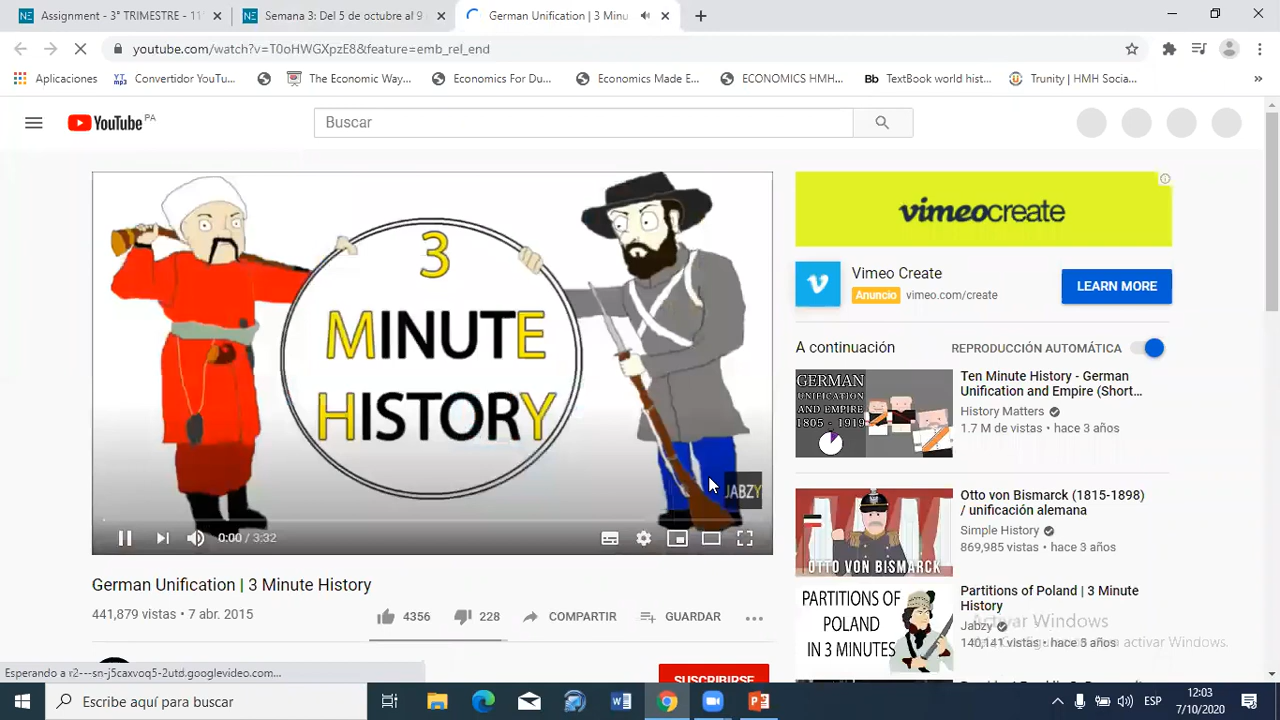 Assignment - 3° TRIMESTRE - 11°
Semana 3: Del 5 de octubre al 9
German Unification | 3 Minu
youtube.com/watch?v=T0oHWGXpzE8&feature=emb_rel_end
Aplicaciones
Convertidor YouTu...
The Economic Way...
Economics For Du...
Economics Made E...
ECONOMICS HMH...
Bb TextBook world hist...
Trunity | HMH Socia...
YouTube PA
Buscar
3
MINUTE
HISTORY
JABZY
0:00 / 3:32
German Unification | 3 Minute History
441,879 vistas • 7 abr. 2015
4356
228
COMPARTIR
GUARDAR
SUSCRIBIRSE
vimeocreate
Vimeo Create
Anuncio vimeo.com/create
LEARN MORE
A continuación
REPRODUCCIÓN AUTOMÁTICA
GERMAN
UNIFICATION
AND EMPIRE
1805 - 1919
Ten Minute History - German
Unification and Empire (Short...
History Matters
1.7 M de vistas • hace 3 años
OTTO VON BISMARCK
Otto von Bismarck (1815-1898)
/ unificación alemana
Simple History
869,985 vistas • hace 3 años
PARTITIONS OF
POLAND
IN 3 MINUTES
Partitions of Poland | 3 Minute
History
Jabzy
140,141 vistas • hace 5 años
Activar Windows
a activar Windows.
Esperando a r2---sn-j5caxvoq5-2utd.googlevideo.com...
Escribe aquí para buscar
ESP
12:03
7/10/2020